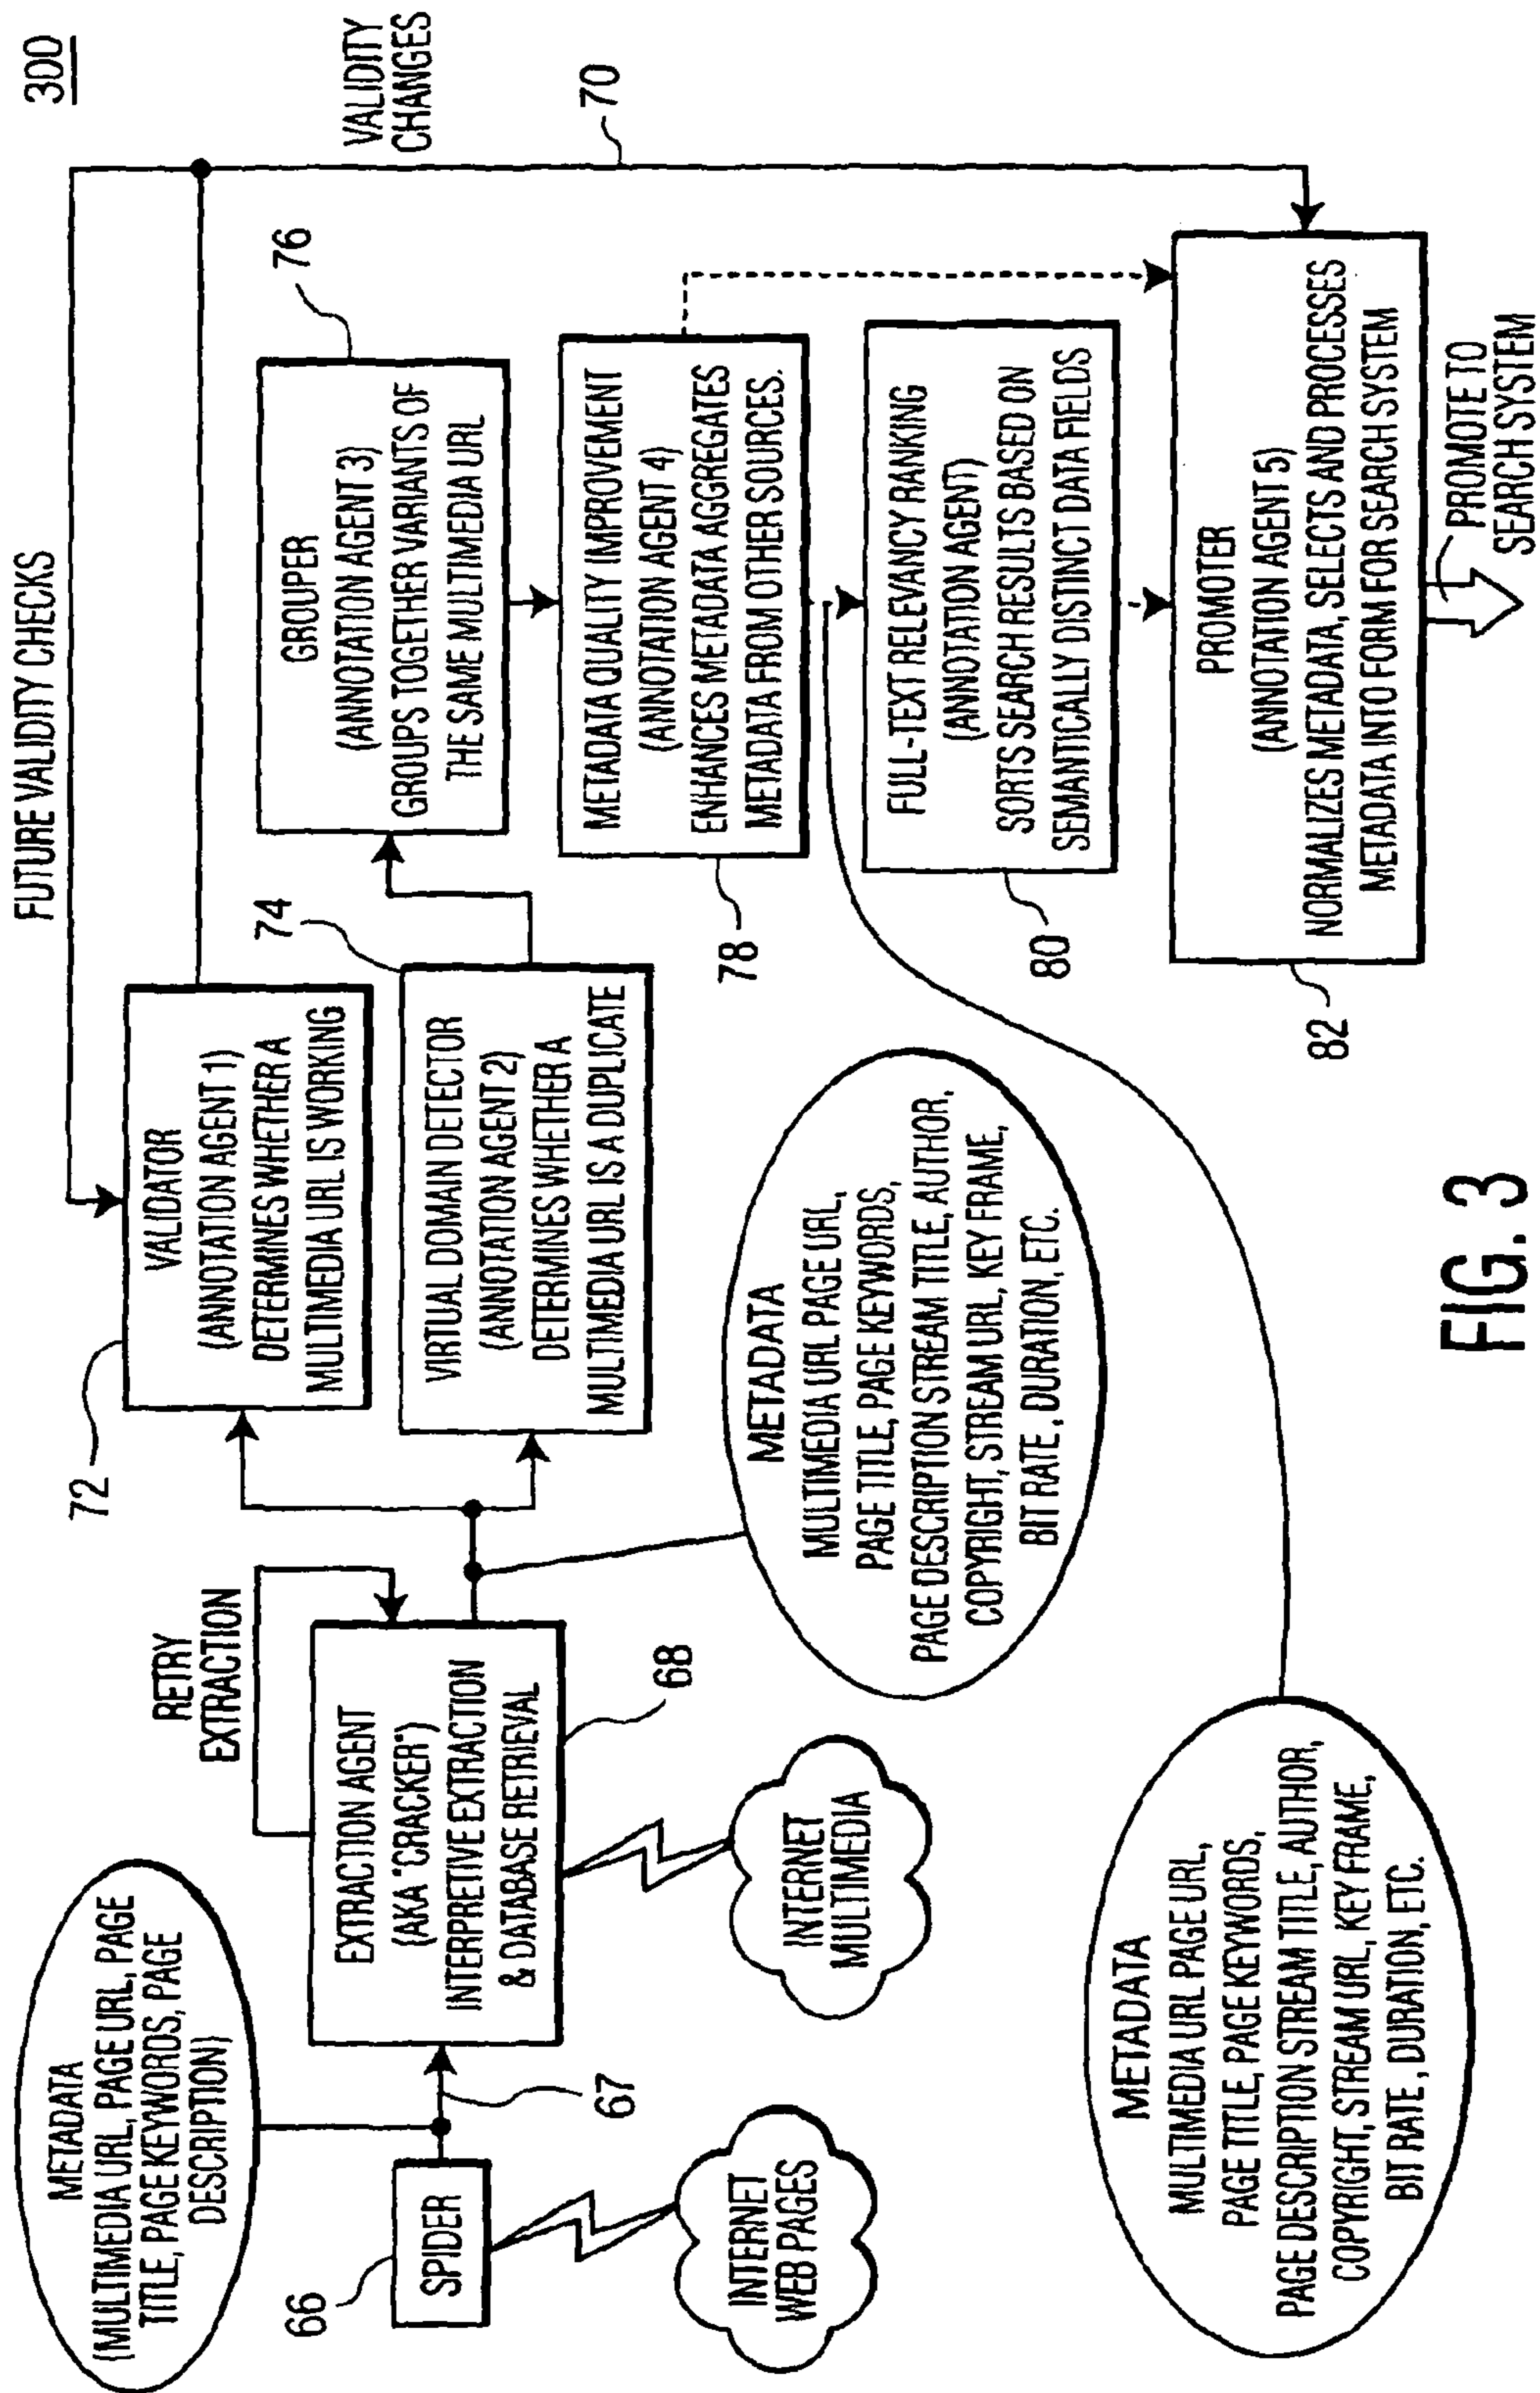 300
FUTURE VALIDITY CHECKS
VALIDITY
CHANGES
70
72
VALIDATOR
(ANNOTATION AGENT 1)
DETERMINES WHETHER A
MULTIMEDIA URL IS WORKING
74
VIRTUAL DOMAIN DETECTOR
(ANNOTATION AGENT 2)
DETERMINES WHETHER A
MULTIMEDIA URL IS A DUPLICATE
76
GROUPER
(ANNOTATION AGENT 3)
GROUPS TOGETHER VARIANTS OF
THE SAME MULTIMEDIA URL
METADATA QUALITY IMPROVEMENT
(ANNOTATION AGENT 4)
ENHANCES METADATA AGGREGATES
METADATA FROM OTHER SOURCES.
78
FULL-TEXT RELEVANCY RANKING
(ANNOTATION AGENT)
SORTS SEARCH RESULTS BASED ON
SEMANTICALLY DISTINCT DATA FIELDS
80
PROMOTER
(ANNOTATION AGENT 5)
NORMALIZES METADATA, SELECTS AND PROCESSES
METADATA INTO FORM FOR SEARCH SYSTEM
82
PROMOTE TO
SEARCH SYSTEM
METADATA
(MULTIMEDIA URL, PAGE URL, PAGE
TITLE, PAGE KEYWORDS, PAGE
DESCRIPTION)
RETRY
EXTRACTION
66
SPIDER
67
EXTRACTION AGENT
(AKA "CRACKER")
INTERPRETIVE EXTRACTION
& DATABASE RETRIEVAL
68
INTERNET
WEB PAGES
INTERNET
MULTIMEDIA
METADATA
MULTIMEDIA URL PAGE URL,
PAGE TITLE, PAGE KEYWORDS,
PAGE DESCRIPTION STREAM TITLE, AUTHOR,
COPYRIGHT, STREAM URL, KEY FRAME,
BIT RATE, DURATION, ETC.
METADATA
MULTIMEDIA URL PAGE URL,
PAGE TITLE, PAGE KEYWORDS,
PAGE DESCRIPTION STREAM TITLE, AUTHOR,
COPYRIGHT, STREAM URL, KEY FRAME,
BIT RATE, DURATION, ETC.
FIG. 3